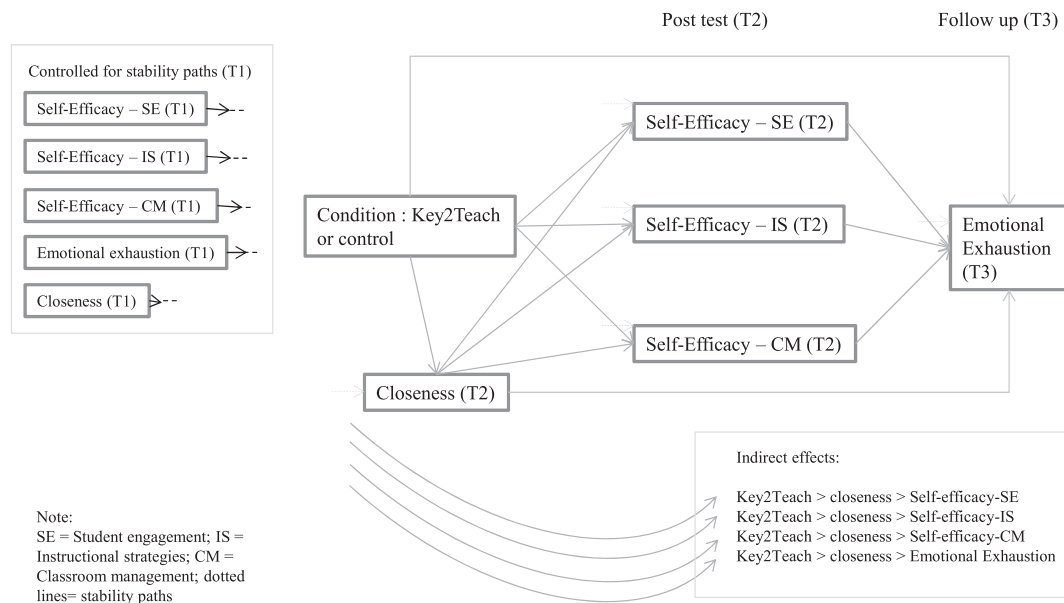 Post test (T2)
Follow up (T3)
Controlled for stability paths (T1)
Self-Efficacy – SE (T1)
Self-Efficacy – IS (T1)
Self-Efficacy – CM (T1)
Emotional exhaustion (T1)
Closeness (T1)
Condition : Key2Teach
or control
Closeness (T2)
Self-Efficacy – SE (T2)
Self-Efficacy – IS (T2)
Self-Efficacy – CM (T2)
Emotional
Exhaustion
(T3)
Indirect effects:
Key2Teach > closeness > Self-efficacy-SE
Key2Teach > closeness > Self-efficacy-IS
Key2Teach > closeness > Self-efficacy-CM
Key2Teach > closeness > Emotional Exhaustion
Note:
SE = Student engagement; IS =
Instructional strategies; CM =
Classroom management; dotted
lines= stability paths